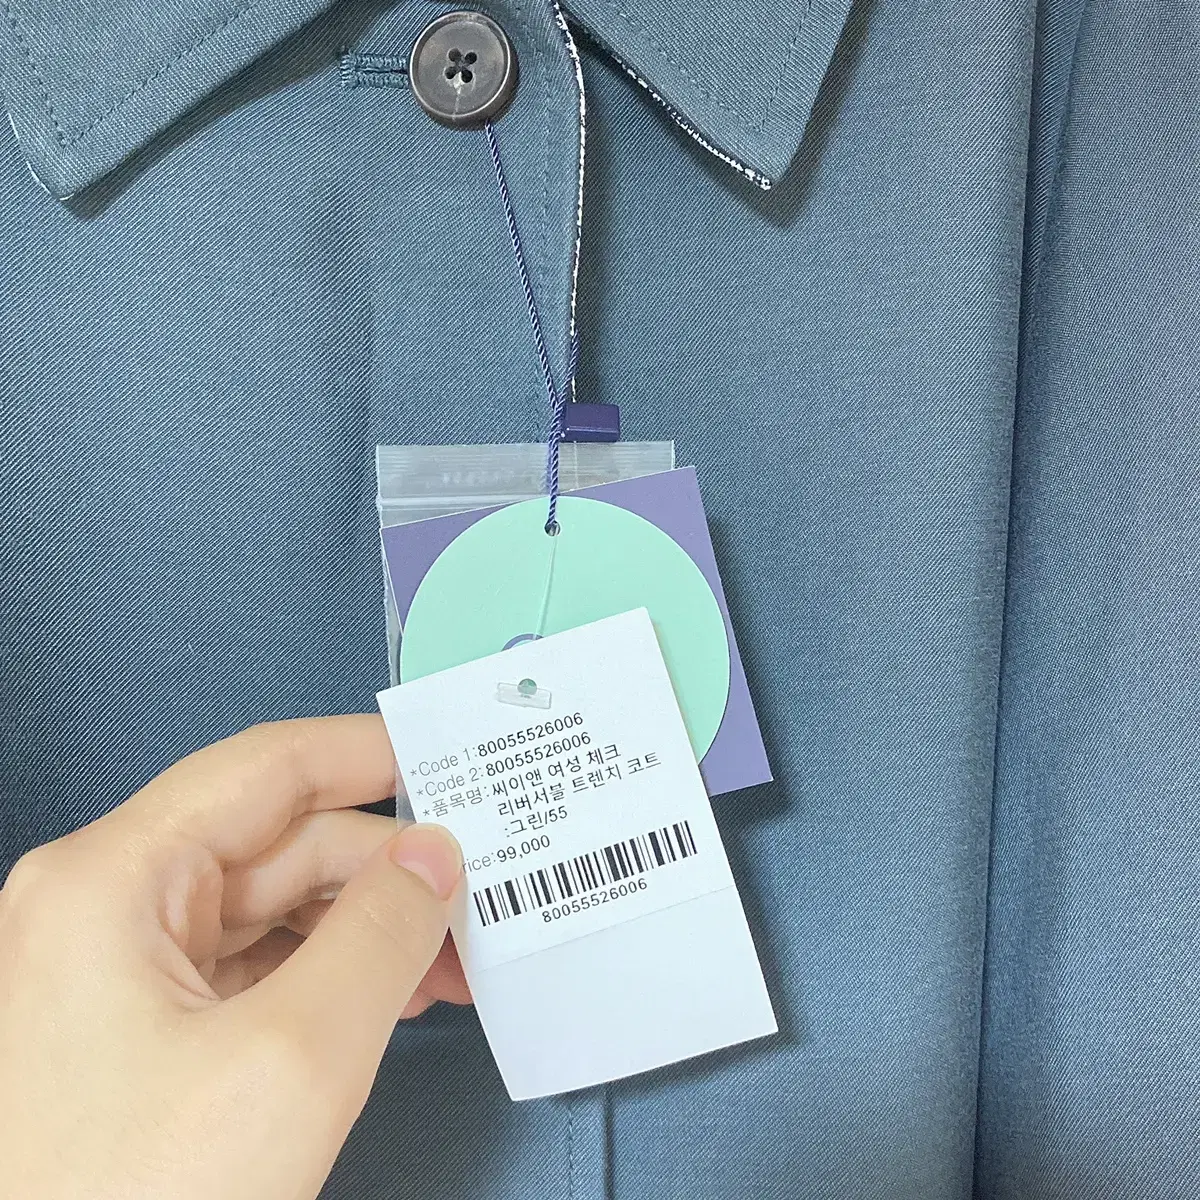 *Code 1:80055526006
*Code 2:80055526006
*품목명:씨이앤 여성 체크
리버서블 트렌치 코트
:그린/55
rice:99,000
80055526006